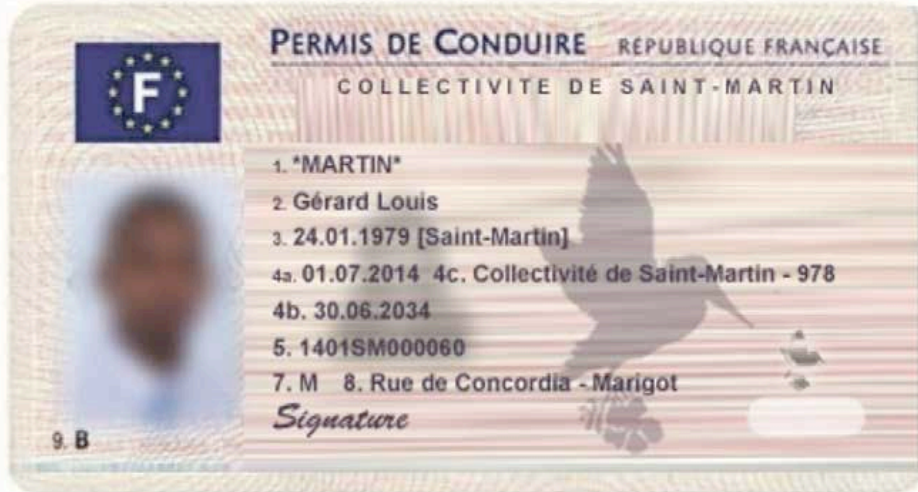 PERMIS DE CONDUIRE RÉPUBLIQUE FRANÇAISE
COLLECTIVITE DE SAINT-MARTIN
F
1. *MARTIN*
2. Gérard Louis
3. 24.01.1979 [Saint-Martin]
4a. 01.07.2014 4c. Collectivité de Saint-Martin - 978
4b. 30.06.2034
5. 1401SM000060
7. M 8. Rue de Concordia - Marigot
Signature
9. B